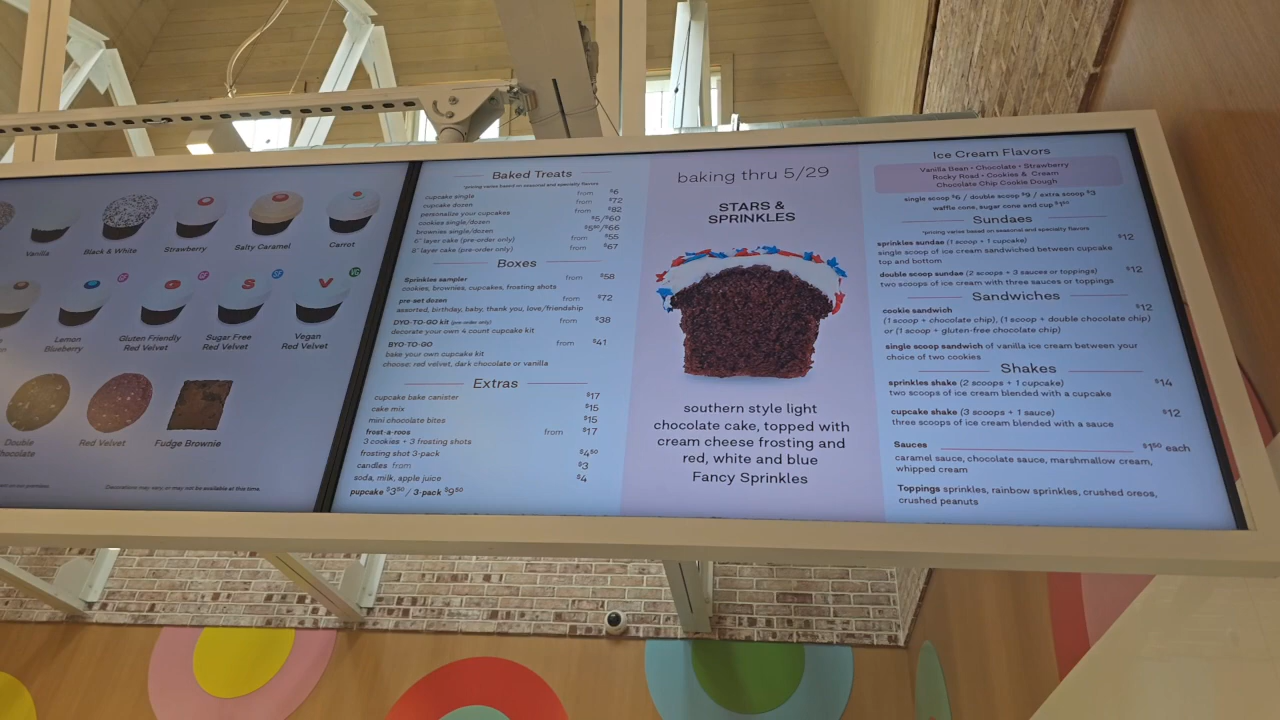 Vanilla
Black & White
Strawberry
Salty Caramel
Carrot
Lemon
Blueberry
Gluten Friendly
Red Velvet
Sugar Free
Red Velvet
Vegan
Red Velvet
GF
GF
SF
VG
S
V
Double
Chocolate
Red Velvet
Fudge Brownie
Decorations may vary, or may not be available at this time.
Baked Treats
*pricing varies based on seasonal and specialty flavors
cupcake single from $6
cupcake dozen from $72
personalize your cupcakes from $82
cookies single/dozen $5/$60
brownies single/dozen $5⁵⁰/$66
6" layer cake (pre-order only) from $55
8" layer cake (pre-order only) from $67
Boxes
Sprinkles sampler from $58
cookies, brownies, cupcakes, frosting shots
pre-set dozen from $72
assorted, birthday, baby, thank you, love/friendship
DYO-TO-GO kit (pre-order only) from $38
decorate your own 4 count cupcake kit
BYO-TO-GO from $41
bake your own cupcake kit
choose: red velvet, dark chocolate or vanilla
Extras
cupcake bake canister $17
cake mix $15
mini chocolate bites $15
frost-a-roos from $17
3 cookies + 3 frosting shots
frosting shot 3-pack $4⁵⁰
candles from $3
soda, milk, apple juice $4
pupcake $3⁵⁰ / 3-pack $9⁵⁰
baking thru 5/29
STARS &
SPRINKLES
southern style light
chocolate cake, topped with
cream cheese frosting and
red, white and blue
Fancy Sprinkles
Ice Cream Flavors
Vanilla Bean • Chocolate • Strawberry
Rocky Road • Cookies & Cream
Chocolate Chip Cookie Dough
single scoop $6 / double scoop $9 / extra scoop $3
waffle cone, sugar cone and cup $1⁵⁰
Sundaes
*pricing varies based on seasonal and specialty flavors
sprinkles sundae (1 scoop + 1 cupcake) $12
single scoop of ice cream sandwiched between cupcake
top and bottom
double scoop sundae (2 scoops + 3 sauces or toppings) $12
two scoops of ice cream with three sauces or toppings
Sandwiches
cookie sandwich $12
(1 scoop + chocolate chip), (1 scoop + double chocolate chip)
or (1 scoop + gluten-free chocolate chip)
single scoop sandwich of vanilla ice cream between your
choice of two cookies
Shakes
sprinkles shake (2 scoops + 1 cupcake) $14
two scoops of ice cream blended with a cupcake
cupcake shake (3 scoops + 1 sauce) $12
three scoops of ice cream blended with a sauce
Sauces $1⁵⁰ each
caramel sauce, chocolate sauce, marshmallow cream,
whipped cream
Toppings sprinkles, rainbow sprinkles, crushed oreos,
crushed peanuts